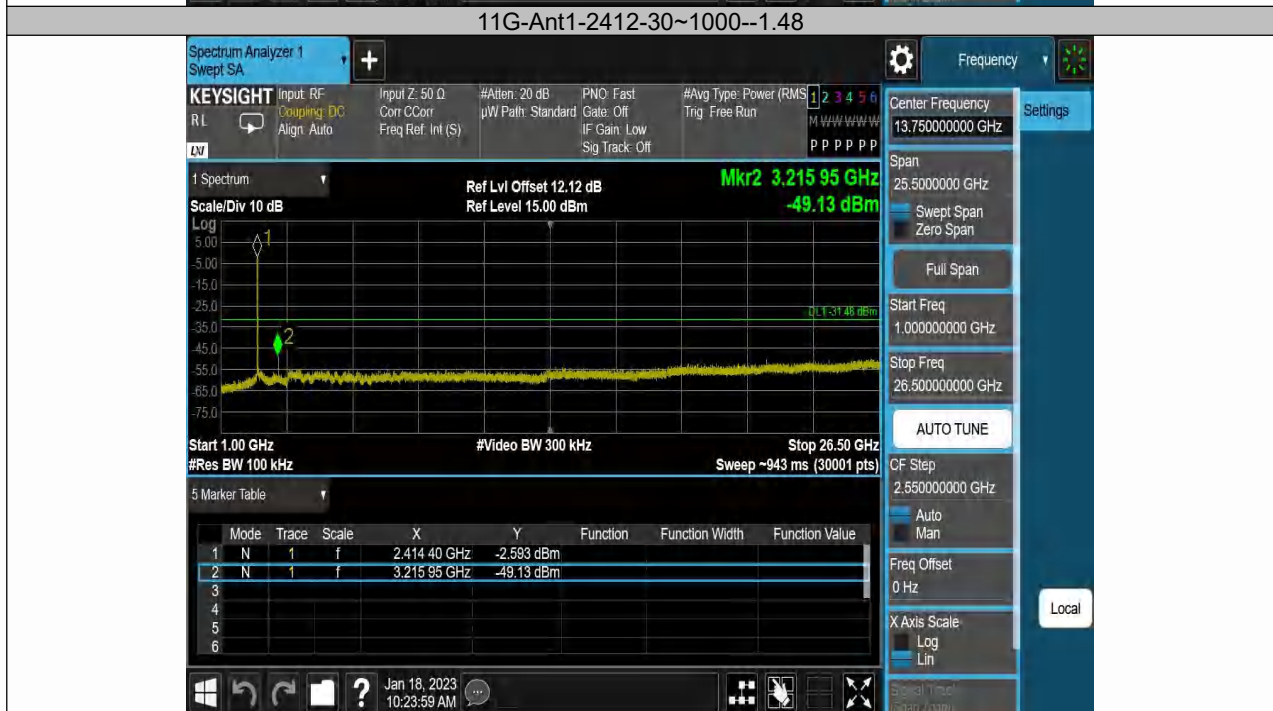 11G-Ant1-2412-30~1000--1.48
Spectrum Analyzer 1
Swept SA
+
Frequency
KEYSIGHT
RL
LXI
Input: RF
Coupling: DC
Align: Auto
Input Z: 50 Ω
Corr CCorr
Freq Ref: Int (S)
#Atten: 20 dB
µW Path: Standard
PNO: Fast
Gate: Off
IF Gain: Low
Sig Track: Off
#Avg Type: Power (RMS
Trig: Free Run
1 2 3 4 5 6
M W W W W W
P P P P P P
1 Spectrum
Scale/Div 10 dB
Ref Lvl Offset 12.12 dB
Ref Level 15.00 dBm
Mkr2 3.215 95 GHz
-49.13 dBm
Log
5.00
-5.00
-15.0
-25.0
-35.0
-45.0
-55.0
-65.0
-75.0
1
2
DL1 -31.48 dBm
Start 1.00 GHz
#Res BW 100 kHz
#Video BW 300 kHz
Stop 26.50 GHz
Sweep ~943 ms (30001 pts)
5 Marker Table
Mode Trace Scale X Y Function Function Width Function Value
1 N 1 f 2.414 40 GHz -2.593 dBm
2 N 1 f 3.215 95 GHz -49.13 dBm
3
4
5
6
?
Jan 18, 2023
10:23:59 AM
Center Frequency
13.750000000 GHz
Settings
Span
25.5000000 GHz
Swept Span
Zero Span
Full Span
Start Freq
1.000000000 GHz
Stop Freq
26.500000000 GHz
AUTO TUNE
CF Step
2.550000000 GHz
Auto
Man
Freq Offset
0 Hz
X Axis Scale
Log
Lin
Local
Signal Track